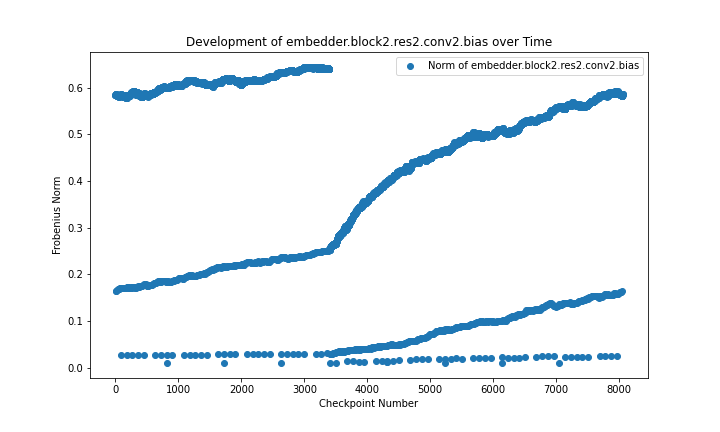 Development of embedder.block2.res2.conv2.bias over Time
Norm of embedder.block2.res2.conv2.bias
Frobenius Norm
0.6
0.5
0.4
0.3
0.2
0.1
0.0
0 1000 2000 3000 4000 5000 6000 7000 8000
Checkpoint Number